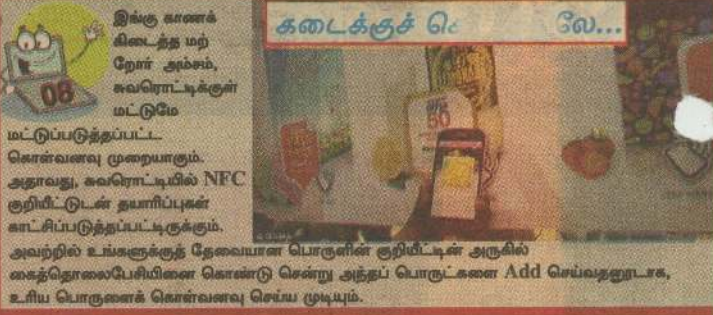 கடைக்குச் செ லே...
இங்கு காணக்
கிடைத்த மற்
றோர் அம்சம்,
சுவரொட்டிக்குள்
மட்டுமே
மட்டுப்படுத்தப்பட்ட
கொள்வனவு முறையாகும்.
அதாவது, சுவரொட்டியில் NFC
குறியீட்டுடன் தயாரிப்புகள்
காட்சிப்படுத்தப்பட்டிருக்கும்.
அவற்றில் உங்களுக்குத் தேவையான பொருளின் குறியீட்டின் அருகில்
கைத்தொலைபேசியினை கொண்டு சென்று அந்தப் பொருட்களை Add செய்வதனூடாக,
உரிய பொருளைக் கொள்வனவு செய்ய முடியும்.
08
50